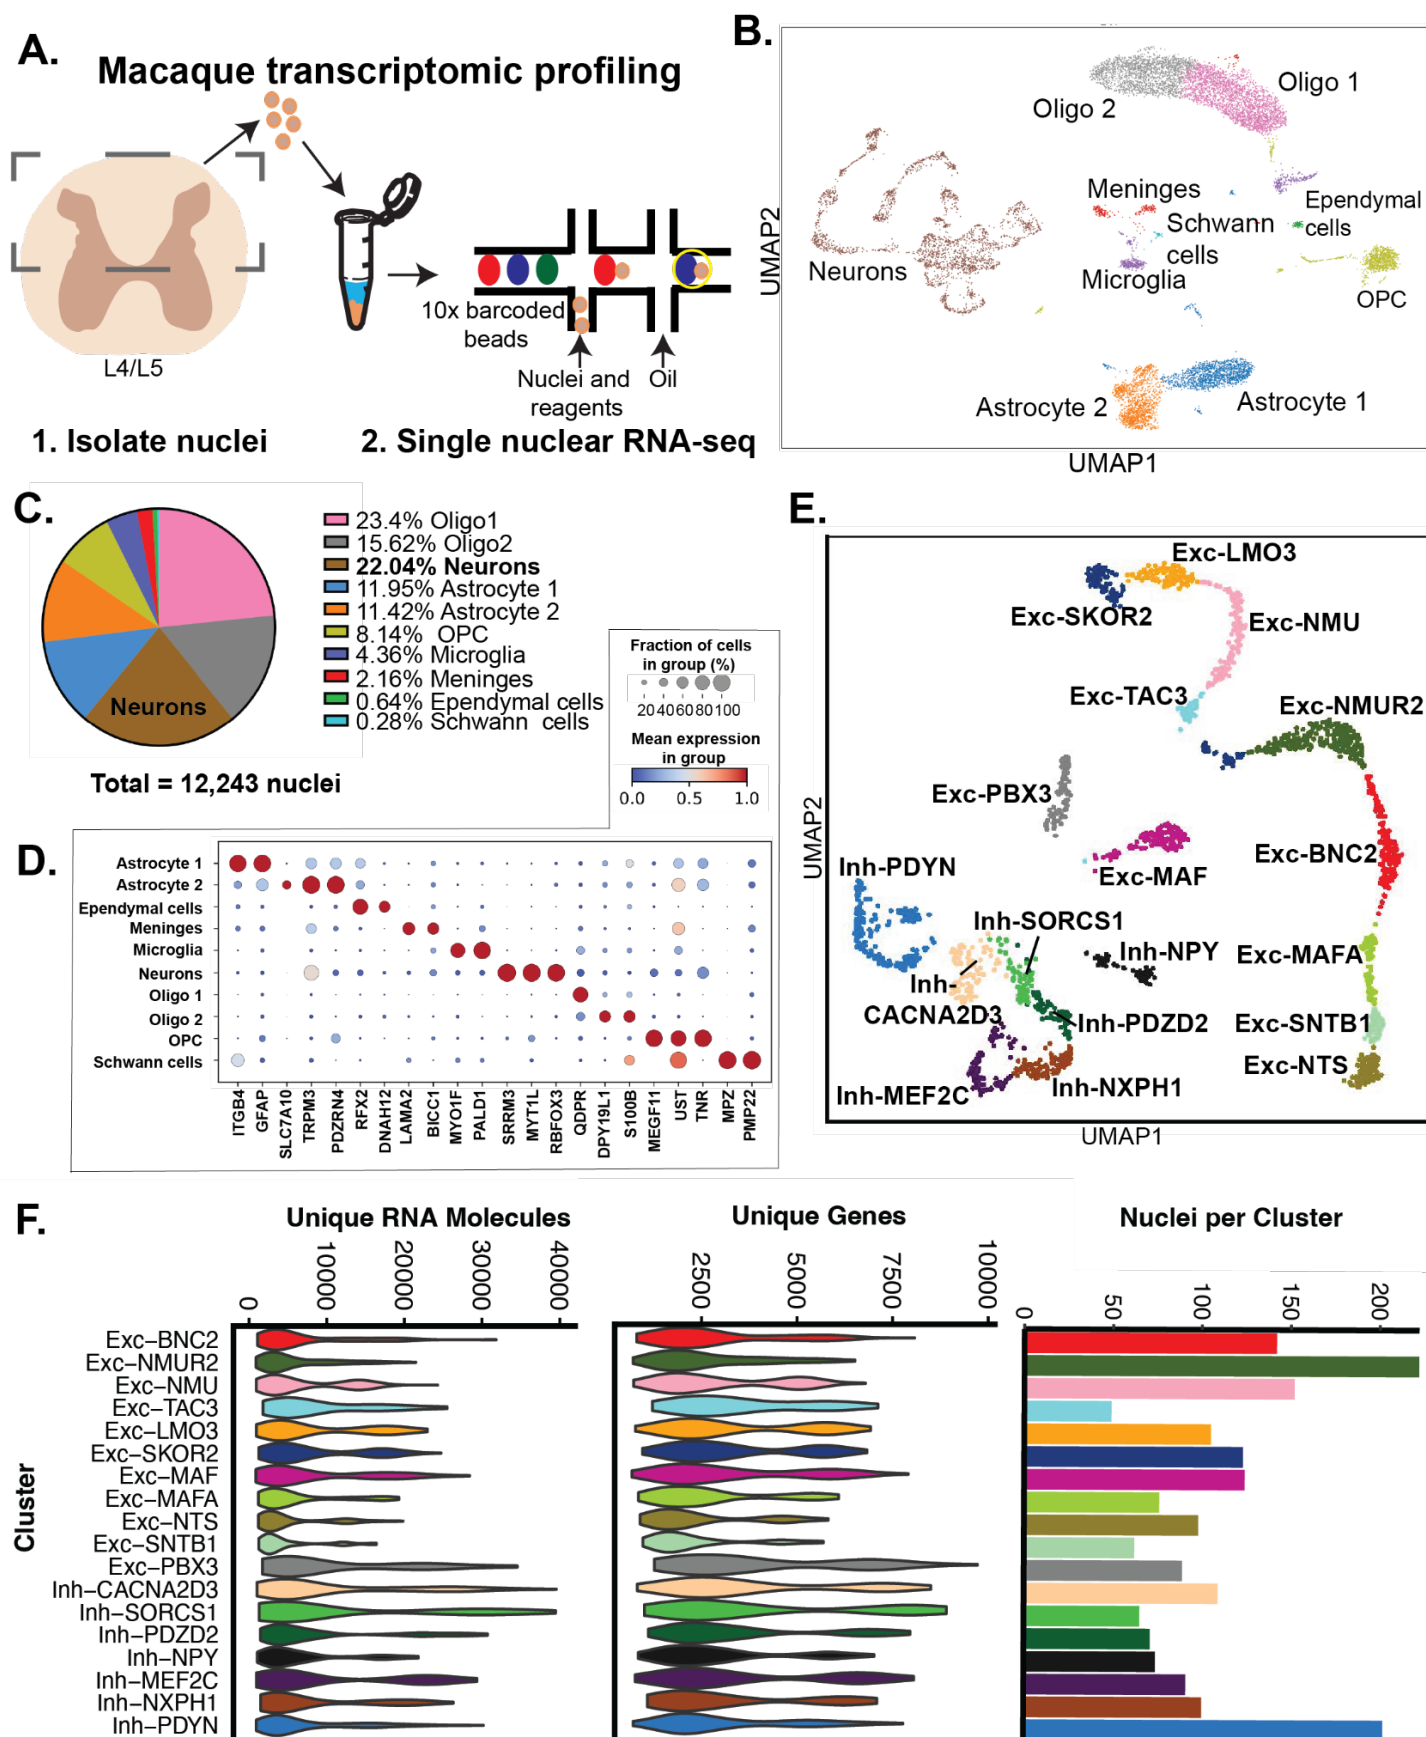 A.
Macaque transcriptomic profiling
L4/L5
10x barcoded
beads
Nuclei and
reagents
Oil
1. Isolate nuclei
2. Single nuclear RNA-seq
B.
UMAP2
Oligo 1
Oligo 2
Meninges
Ependymal
cells
Schwann
cells
Neurons
Microglia
OPC
Astrocyte 2
Astrocyte 1
UMAP1
C.
Neurons
23.4% Oligo1
15.62% Oligo2
22.04% Neurons
11.95% Astrocyte 1
11.42% Astrocyte 2
8.14% OPC
4.36% Microglia
2.16% Meninges
0.64% Ependymal cells
0.28% Schwann cells
Total = 12,243 nuclei
Fraction of cells
in group (%)
20 40 60 80 100
Mean expression
in group
0.0 0.5 1.0
D.
Astrocyte 1
Astrocyte 2
Ependymal cells
Meninges
Microglia
Neurons
Oligo 1
Oligo 2
OPC
Schwann cells
ITGB4
GFAP
SLC7A10
TRPM3
PDZRN4
RFX2
DNAH12
LAMA2
BICC1
MYO1F
PALD1
SRRM3
MYT1L
RBFOX3
QDPR
DPY19L1
S100B
MEGF11
UST
TNR
MPZ
PMP22
E.
UMAP2
Exc-LMO3
Exc-SKOR2
Exc-NMU
Exc-TAC3
Exc-NMUR2
Exc-PBX3
Exc-BNC2
Inh-PDYN
Exc-MAF
Inh-SORCS1
Inh-NPY
Exc-MAFA
Inh-
CACNA2D3
Inh-PDZD2
Exc-SNTB1
Exc-NTS
Inh-MEF2C
Inh-NXPH1
UMAP1
F.
Unique RNA Molecules
Unique Genes
Nuclei per Cluster
0 10000 20000 30000 40000
2500 5000 7500 10000
0 50 100 150 200
Cluster
Exc–BNC2
Exc–NMUR2
Exc–NMU
Exc–TAC3
Exc–LMO3
Exc–SKOR2
Exc–MAF
Exc–MAFA
Exc–NTS
Exc–SNTB1
Exc–PBX3
Inh–CACNA2D3
Inh–SORCS1
Inh–PDZD2
Inh–NPY
Inh–MEF2C
Inh–NXPH1
Inh–PDYN